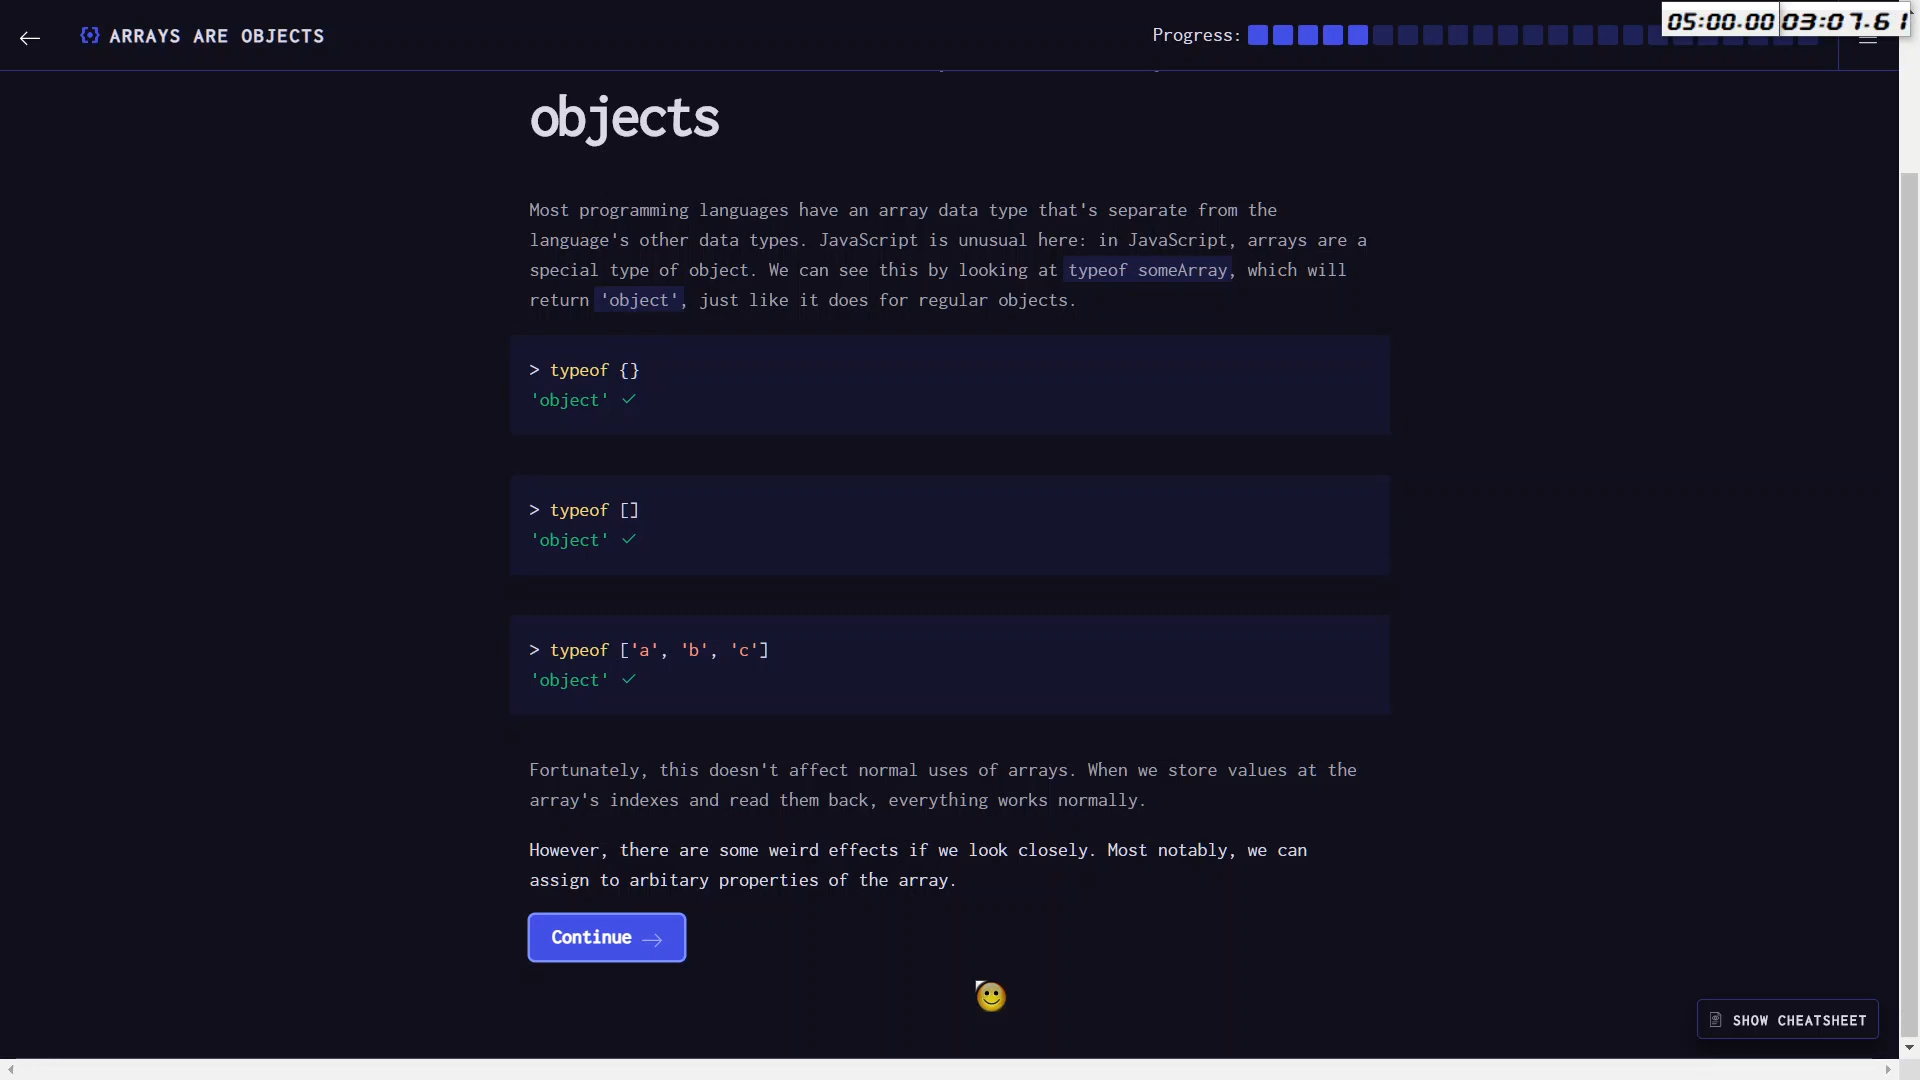 05:00.00 03:07.61
ARRAYS ARE OBJECTS
Progress:
objects
Most programming languages have an array data type that's separate from the
language's other data types. JavaScript is unusual here: in JavaScript, arrays are a
special type of object. We can see this by looking at typeof someArray, which will
return 'object', just like it does for regular objects.
> typeof {}
'object' ✓
> typeof []
'object' ✓
> typeof ['a', 'b', 'c']
'object' ✓
Fortunately, this doesn't affect normal uses of arrays. When we store values at the
array's indexes and read them back, everything works normally.
However, there are some weird effects if we look closely. Most notably, we can
assign to arbitary properties of the array.
Continue →
SHOW CHEATSHEET